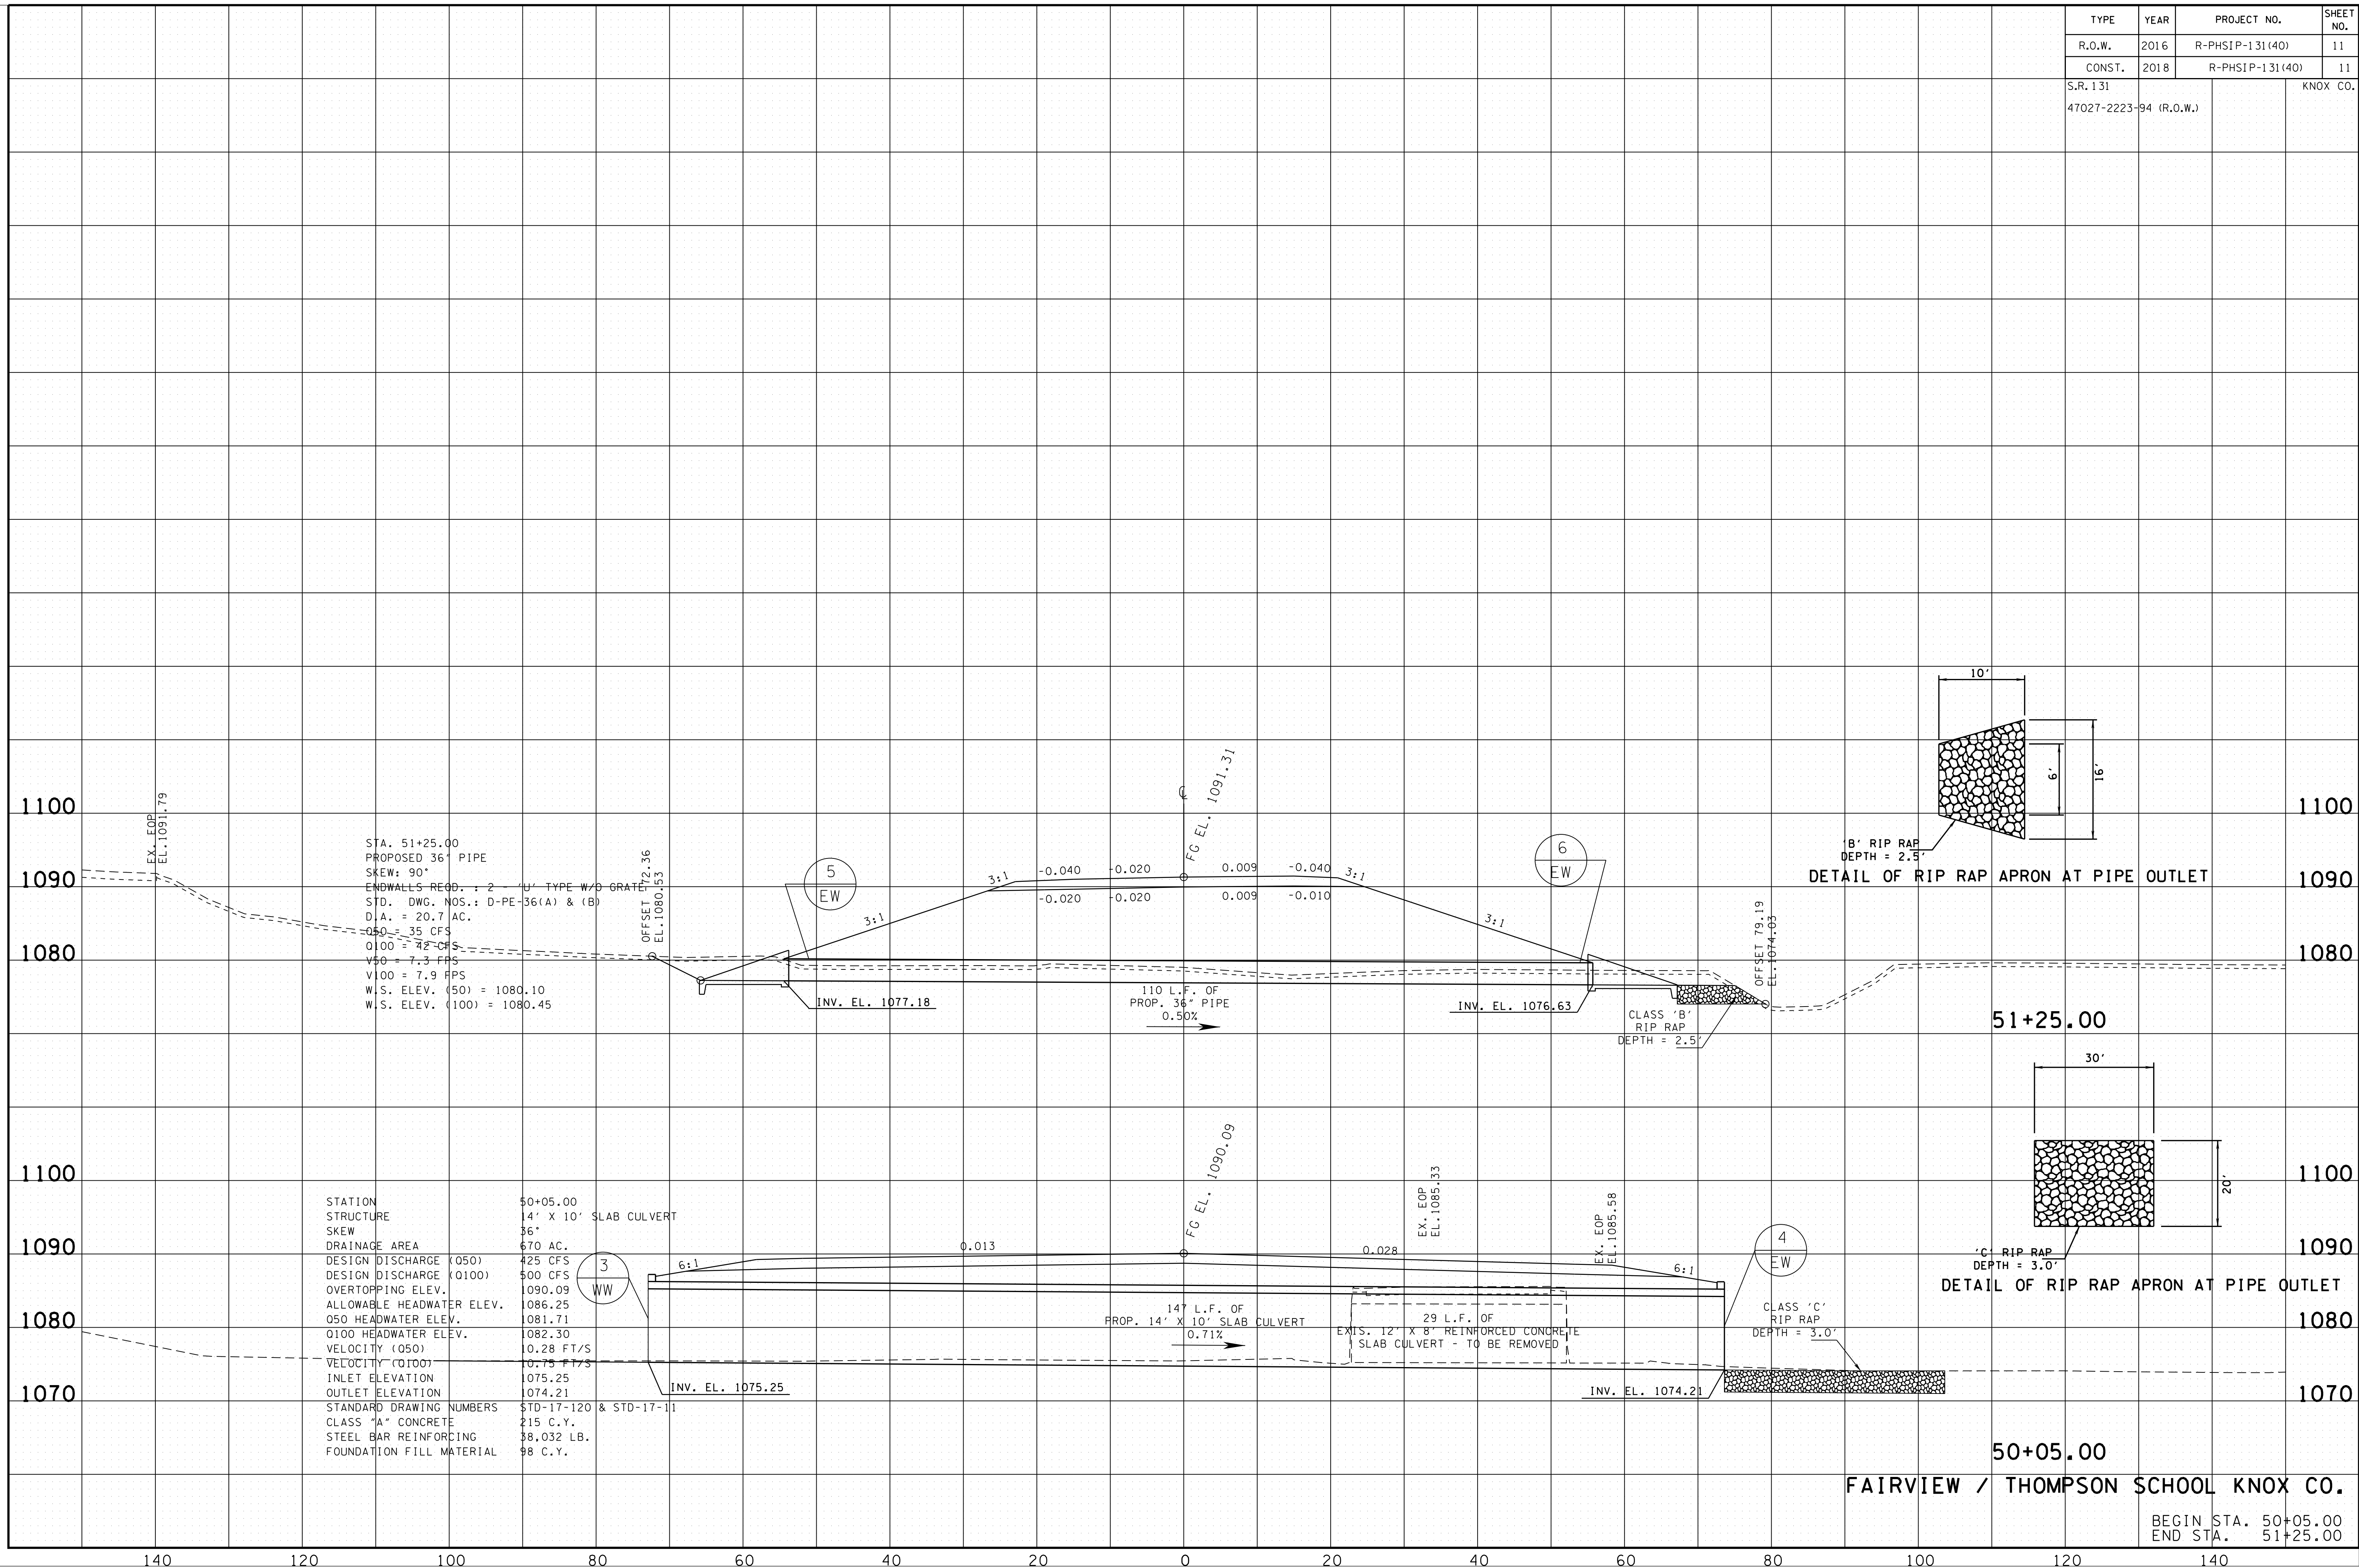 TYPE YEAR PROJECT NO. SHEET NO.
R.O.W. 2016 R-PHSIP-131(40) 11
CONST. 2018 R-PHSIP-131(40) 11
S.R. 131 KNOX CO.
47027-2223-94 (R.O.W.)
10'
6'
16'
'B' RIP RAP
DEPTH = 2.5'
DETAIL OF RIP RAP APRON AT PIPE OUTLET
1100 1100
1090 1090
1080 1080
EX. EOP
EL.1091.79
STA. 51+25.00
PROPOSED 36" PIPE
SKEW: 90°
ENDWALLS REQD. : 2 - 'U' TYPE W/O GRATE
STD. DWG. NOS.: D-PE-36(A) & (B)
D.A. = 20.7 AC.
Q50 = 35 CFS
Q100 = 42 CFS
V50 = 7.3 FPS
V100 = 7.9 FPS
W.S. ELEV. (50) = 1080.10
W.S. ELEV. (100) = 1080.45
OFFSET 72.36
EL.1080.53
5
EW
3:1
3:1
-0.040 -0.020 0.009 -0.040
-0.020 -0.020 0.009 -0.010
℄
FG EL. 1091.31
3:1
3:1
6
EW
OFFSET 79.19
EL.1074.03
INV. EL. 1077.18
110 L.F. OF
PROP. 36" PIPE
0.50%
INV. EL. 1076.63
CLASS 'B'
RIP RAP
DEPTH = 2.5'
51+25.00
30'
20'
'C' RIP RAP
DEPTH = 3.0'
DETAIL OF RIP RAP APRON AT PIPE OUTLET
1100 1100
1090 1090
1080 1080
1070 1070
STATION 50+05.00
STRUCTURE 14' X 10' SLAB CULVERT
SKEW 36°
DRAINAGE AREA 670 AC.
DESIGN DISCHARGE (Q50) 425 CFS
DESIGN DISCHARGE (Q100) 500 CFS
OVERTOPPING ELEV. 1090.09
ALLOWABLE HEADWATER ELEV. 1086.25
Q50 HEADWATER ELEV. 1081.71
Q100 HEADWATER ELEV. 1082.30
VELOCITY (Q50) 10.28 FT/S
VELOCITY (Q100) 10.75 FT/S
INLET ELEVATION 1075.25
OUTLET ELEVATION 1074.21
STANDARD DRAWING NUMBERS STD-17-120 & STD-17-11
CLASS "A" CONCRETE 215 C.Y.
STEEL BAR REINFORCING 38,032 LB.
FOUNDATION FILL MATERIAL 98 C.Y.
3
WW
6:1
0.013
FG EL. 1090.09
0.028
EX. EOP
EL.1085.33
EX. EOP
EL.1085.58
6:1
4
EW
INV. EL. 1075.25
147 L.F. OF
PROP. 14' X 10' SLAB CULVERT
0.71%
29 L.F. OF
EXIS. 12' X 8' REINFORCED CONCRETE
SLAB CULVERT - TO BE REMOVED
INV. EL. 1074.21
CLASS 'C'
RIP RAP
DEPTH = 3.0'
50+05.00
FAIRVIEW / THOMPSON SCHOOL KNOX CO.
BEGIN STA. 50+05.00
END STA. 51+25.00
140 120 100 80 60 40 20 0 20 40 60 80 100 120 140